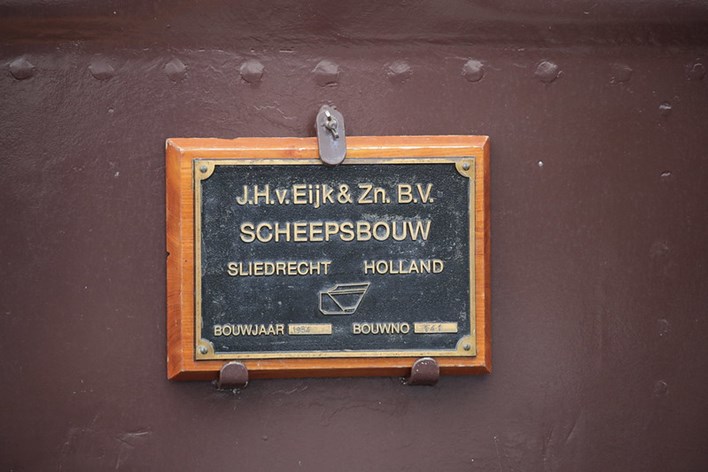 J.H.v.Eijk & Zn. B.V.
SCHEEPSBOUW
SLIEDRECHT HOLLAND
BOUWJAAR BOUWNO